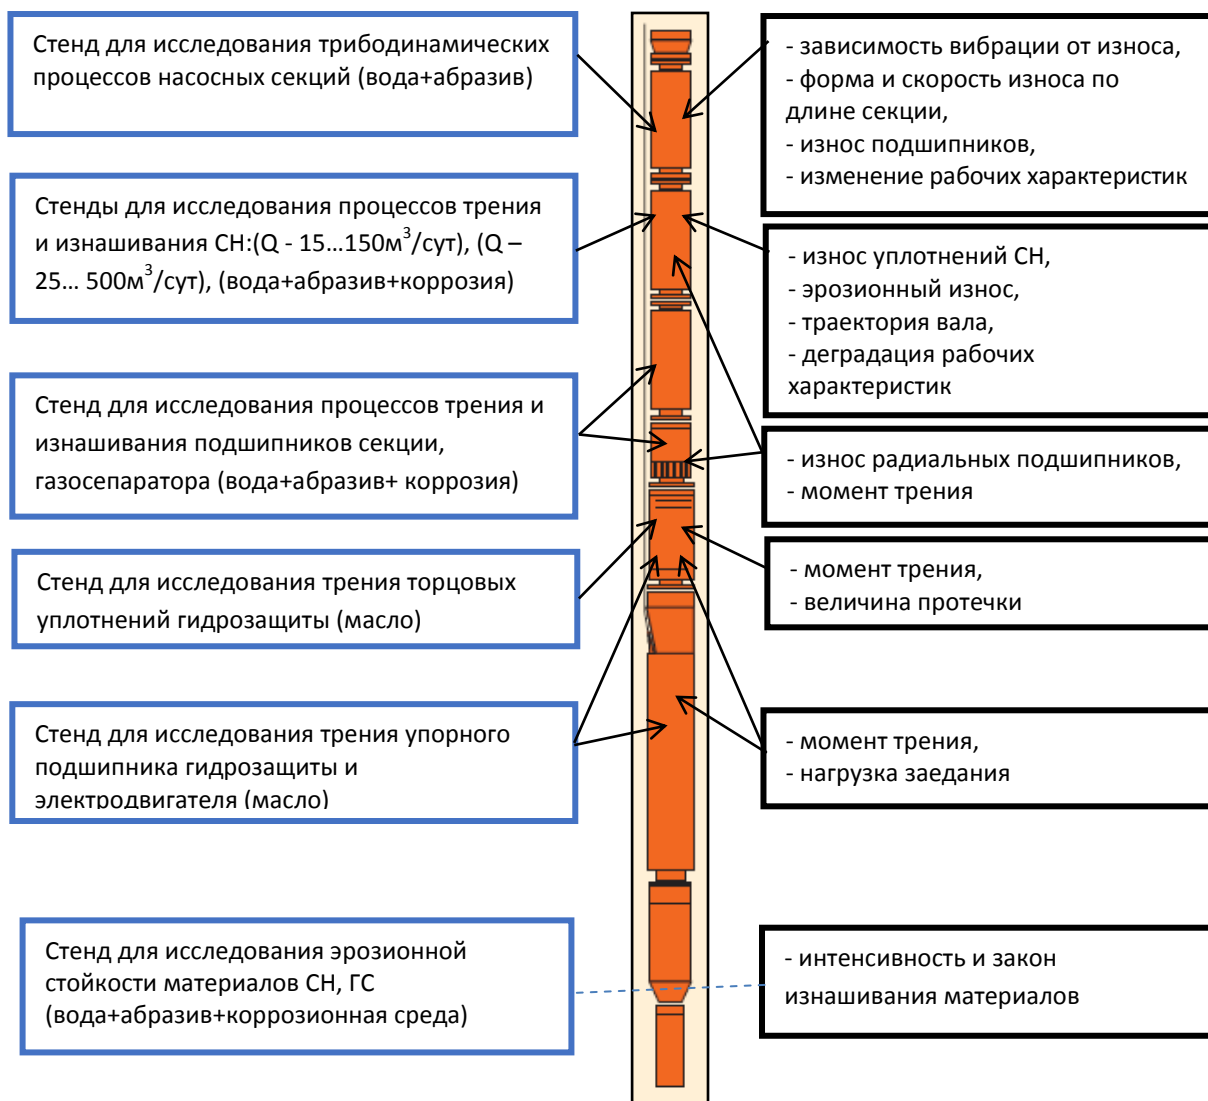 Стенд для исследования трибодинамических
процессов насосных секций (вода+абразив)
- зависимость вибрации от износа,
- форма и скорость износа по
длине секции,
- износ подшипников,
- изменение рабочих характеристик
Стенды для исследования процессов трения
и изнашивания СН:(Q - 15...150м³/сут), (Q –
25... 500м³/сут), (вода+абразив+коррозия)
- износ уплотнений СН,
- эрозионный износ,
- траектория вала,
- деградация рабочих
характеристик
Стенд для исследования процессов трения и
изнашивания подшипников секции,
газосепаратора (вода+абразив+ коррозия)
- износ радиальных подшипников,
- момент трения
Стенд для исследования трения торцовых
уплотнений гидрозащиты (масло)
- момент трения,
- величина протечки
Стенд для исследования трения упорного
подшипника гидрозащиты и
электродвигателя (масло)
- момент трения,
- нагрузка заедания
Стенд для исследования эрозионной
стойкости материалов СН, ГС
(вода+абразив+коррозионная среда)
- интенсивность и закон
изнашивания материалов